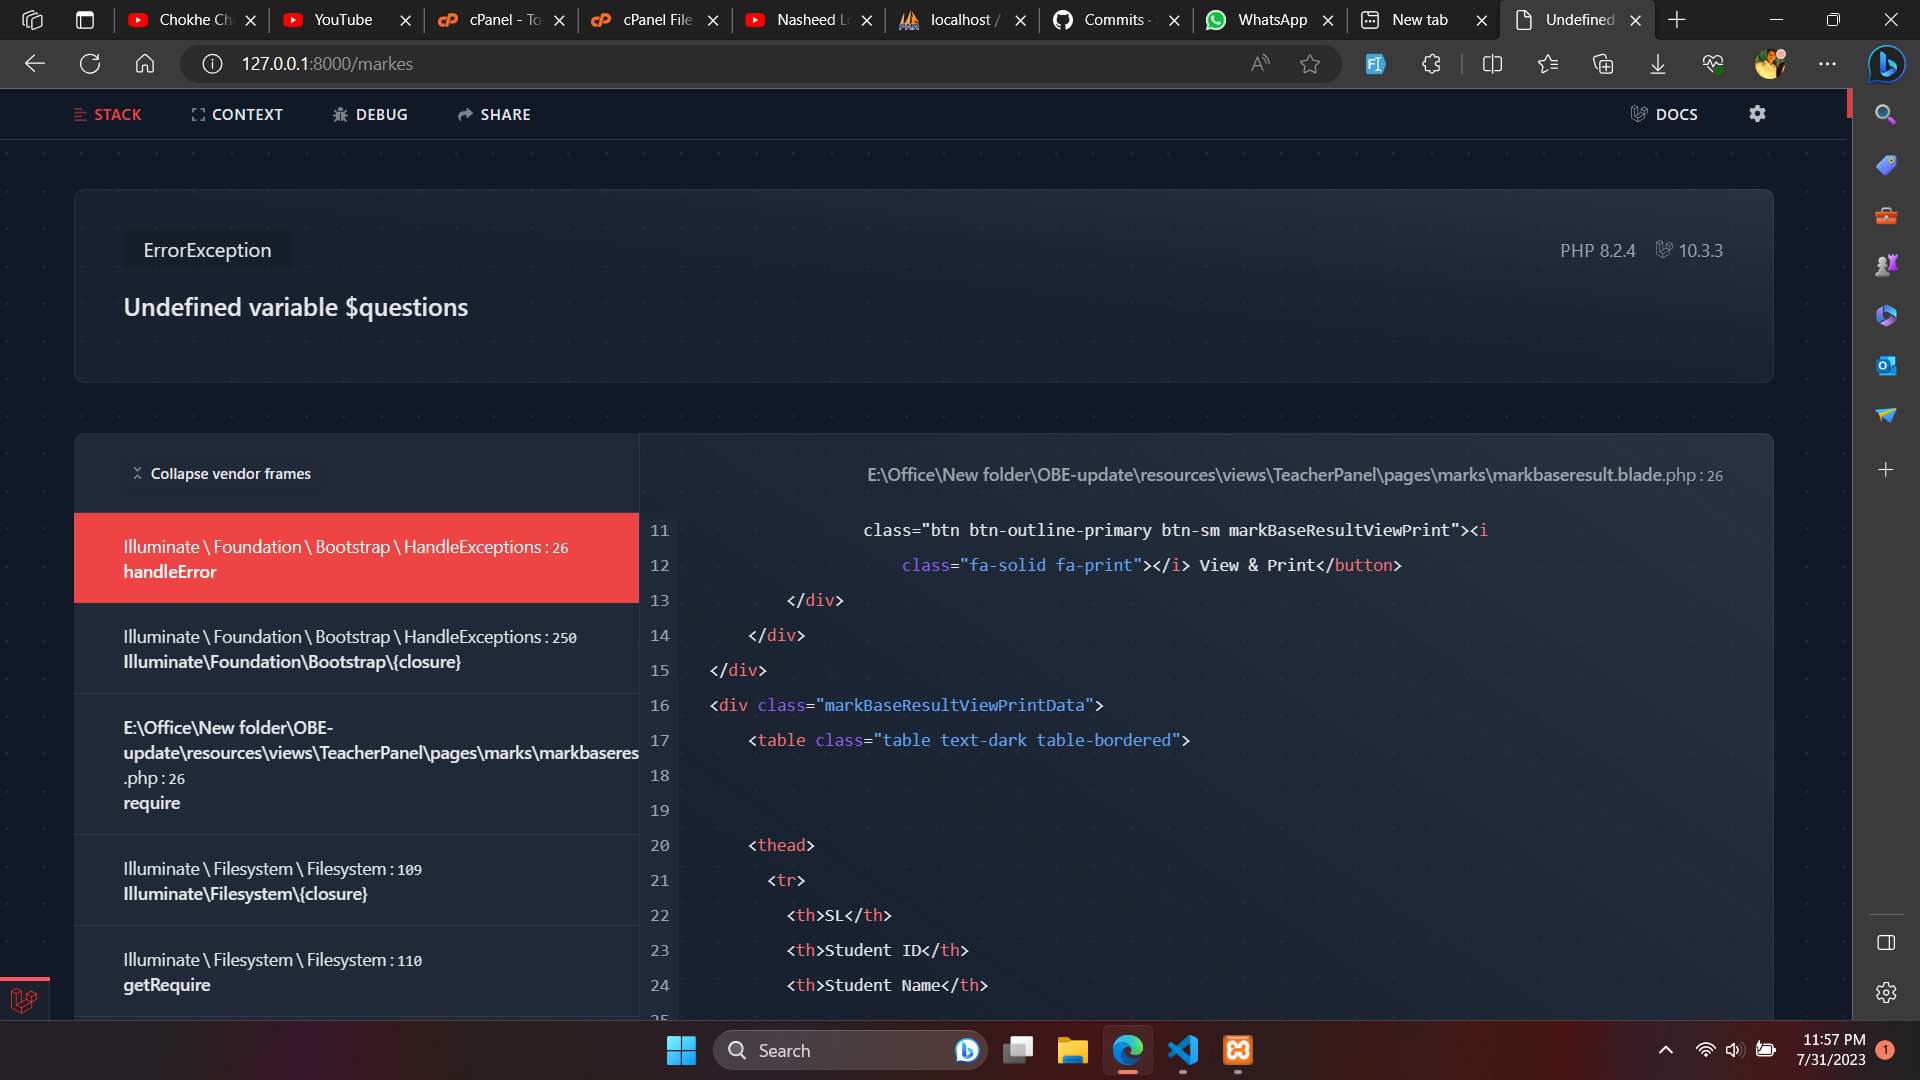 Chokhe Ch
YouTube
cPanel - To
cPanel File
Nasheed Lo
localhost /
Commits ·
WhatsApp
New tab
Undefined
127.0.0.1:8000/markes
STACK
CONTEXT
DEBUG
SHARE
DOCS
ErrorException
PHP 8.2.4
10.3.3
Undefined variable $questions
Collapse vendor frames
E:\Office\New folder\OBE-update\resources\views\TeacherPanel\pages\marks\markbaseresult.blade.php : 26
Illuminate \ Foundation \ Bootstrap \ HandleExceptions : 26
handleError
Illuminate \ Foundation \ Bootstrap \ HandleExceptions : 250
Illuminate\Foundation\Bootstrap\{closure}
E:\Office\New folder\OBE-
update\resources\views\TeacherPanel\pages\marks\markbaseres
.php : 26
require
Illuminate \ Filesystem \ Filesystem : 109
Illuminate\Filesystem\{closure}
Illuminate \ Filesystem \ Filesystem : 110
getRequire
11 class="btn btn-outline-primary btn-sm markBaseResultViewPrint"><i
12 class="fa-solid fa-print"></i> View & Print</button>
13 </div>
14 </div>
15 </div>
16 <div class="markBaseResultViewPrintData">
17 <table class="table text-dark table-bordered">
18
19
20 <thead>
21 <tr>
22 <th>SL</th>
23 <th>Student ID</th>
24 <th>Student Name</th>
25
Search
11:57 PM
7/31/2023
1